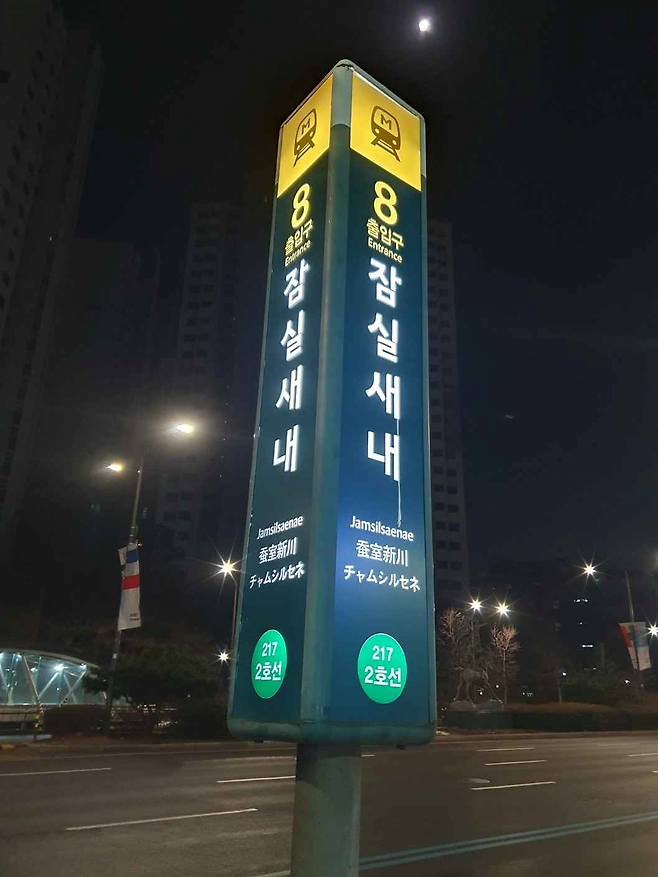 M
8
출입구
Entrance
잠실새내
Jamsilsaenae
蚕室新川
チャムシルセネ
217
2호선
M
8
출입구
Entrance
잠실새내
Jamsilsaenae
蚕室新川
チャムシルセネ
217
2호선